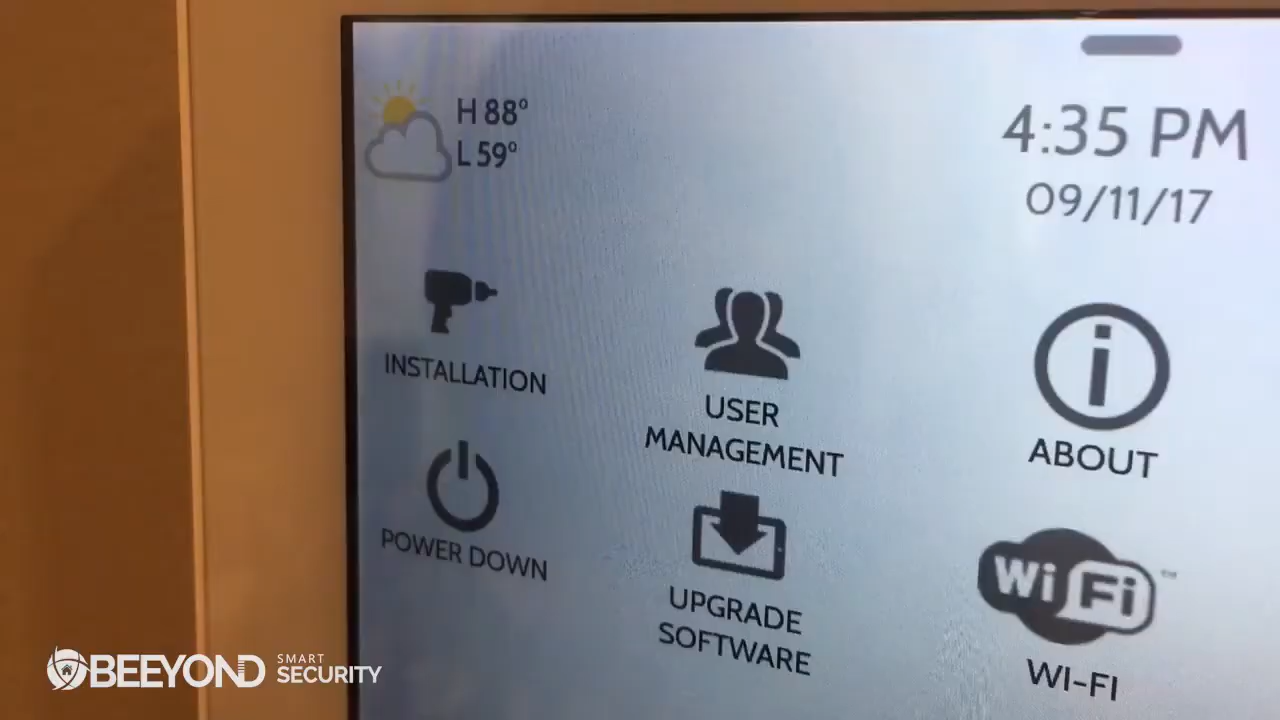 H 88°
L 59°
4:35 PM
09/11/17
INSTALLATION
USER
MANAGEMENT
ABOUT
POWER DOWN
UPGRADE
SOFTWARE
Wi Fi ™
WI-FI
BEEYOND SMART SECURITY